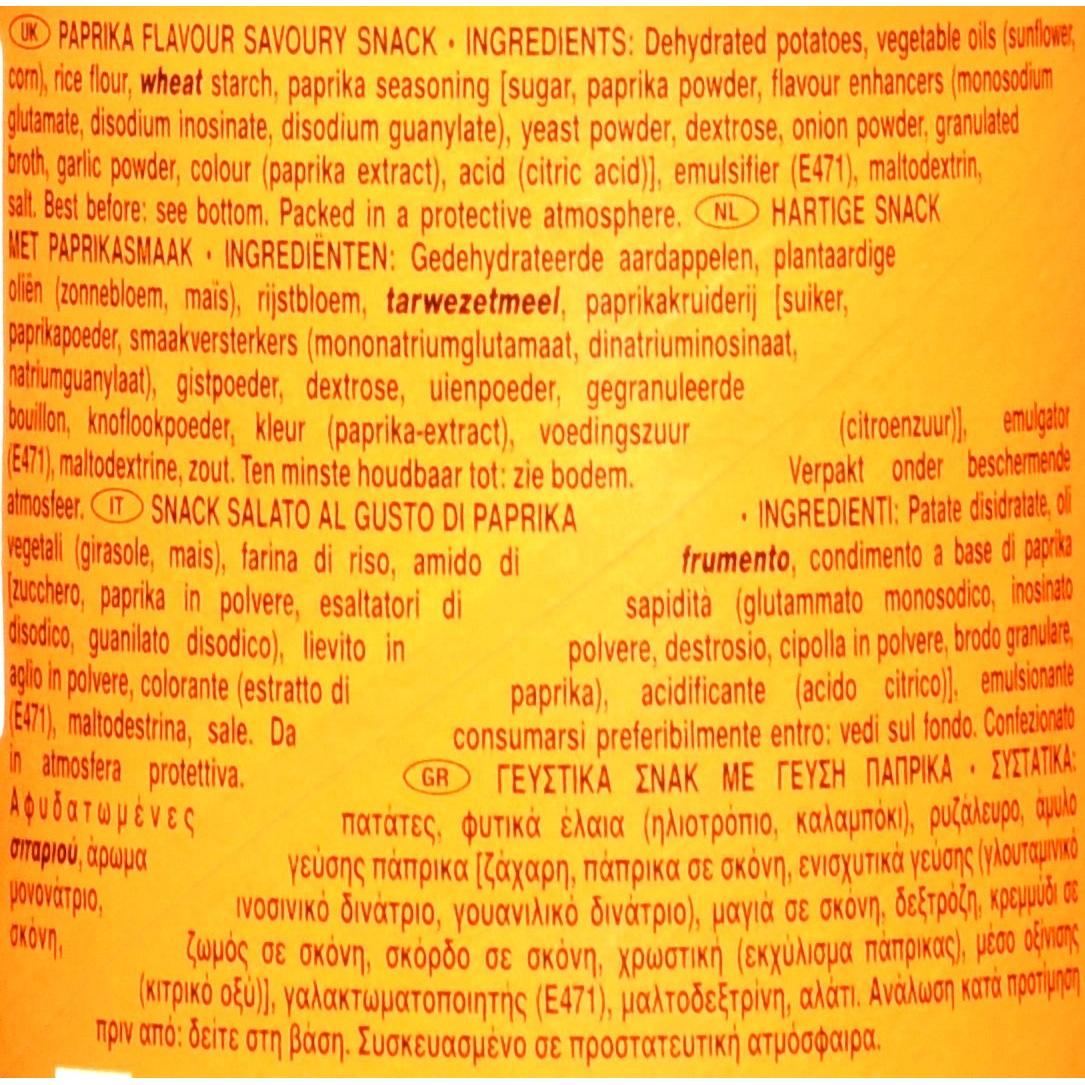 UK PAPRIKA FLAVOUR SAVOURY SNACK • INGREDIENTS: Dehydrated potatoes, vegetable oils (sunflower,
corn), rice flour, wheat starch, paprika seasoning [sugar, paprika powder, flavour enhancers (monosodium
glutamate, disodium inosinate, disodium guanylate), yeast powder, dextrose, onion powder, granulated
broth, garlic powder, colour (paprika extract), acid (citric acid)], emulsifier (E471), maltodextrin,
salt. Best before: see bottom. Packed in a protective atmosphere. NL HARTIGE SNACK
MET PAPRIKASMAAK • INGREDIËNTEN: Gedehydrateerde aardappelen, plantaardige
oliën (zonnebloem, maïs), rijstbloem, tarwezetmeel, paprikakruiderij [suiker,
paprikapoeder, smaakversterkers (mononatriumglutamaat, dinatriuminosinaat,
natriumguanylaat), gistpoeder, dextrose, uienpoeder, gegranuleerde
bouillon, knoflookpoeder, kleur (paprika-extract), voedingszuur (citroenzuur)], emulgator
(E471), maltodextrine, zout. Ten minste houdbaar tot: zie bodem. Verpakt onder beschermende
atmosfeer. IT SNACK SALATO AL GUSTO DI PAPRIKA • INGREDIENTI: Patate disidratate, oli
vegetali (girasole, mais), farina di riso, amido di frumento, condimento a base di paprika
[zucchero, paprika in polvere, esaltatori di sapidità (glutammato monosodico, inosinato
disodico, guanilato disodico), lievito in polvere, destrosio, cipolla in polvere, brodo granulare,
aglio in polvere, colorante (estratto di paprika), acidificante (acido citrico)], emulsionante
(E471), maltodestrina, sale. Da consumarsi preferibilmente entro: vedi sul fondo. Confezionato
in atmosfera protettiva. GR ΓΕΥΣΤΙΚΑ ΣΝΑΚ ΜΕ ΓΕΥΣΗ ΠΑΠΡΙΚΑ • ΣΥΣΤΑΤΙΚΑ:
Αφυδατωμένες πατάτες, φυτικά έλαια (ηλιοτρόπιο, καλαμπόκι), ρυζάλευρο, άμυλο
σιταριού, άρωμα γεύσης πάπρικα [ζάχαρη, πάπρικα σε σκόνη, ενισχυτικά γεύσης (γλουταμινικό
μονονάτριο, ινοσινικό δινάτριο, γουανιλικό δινάτριο), μαγιά σε σκόνη, δεξτρόζη, κρεμμύδι σε
σκόνη, ζωμός σε σκόνη, σκόρδο σε σκόνη, χρωστική (εκχύλισμα πάπρικας), μέσο οξίνισης
(κιτρικό οξύ)], γαλακτωματοποιητής (E471), μαλτοδεξτρίνη, αλάτι. Ανάλωση κατά προτίμηση
πριν από: δείτε στη βάση. Συσκευασμένο σε προστατευτική ατμόσφαιρα.